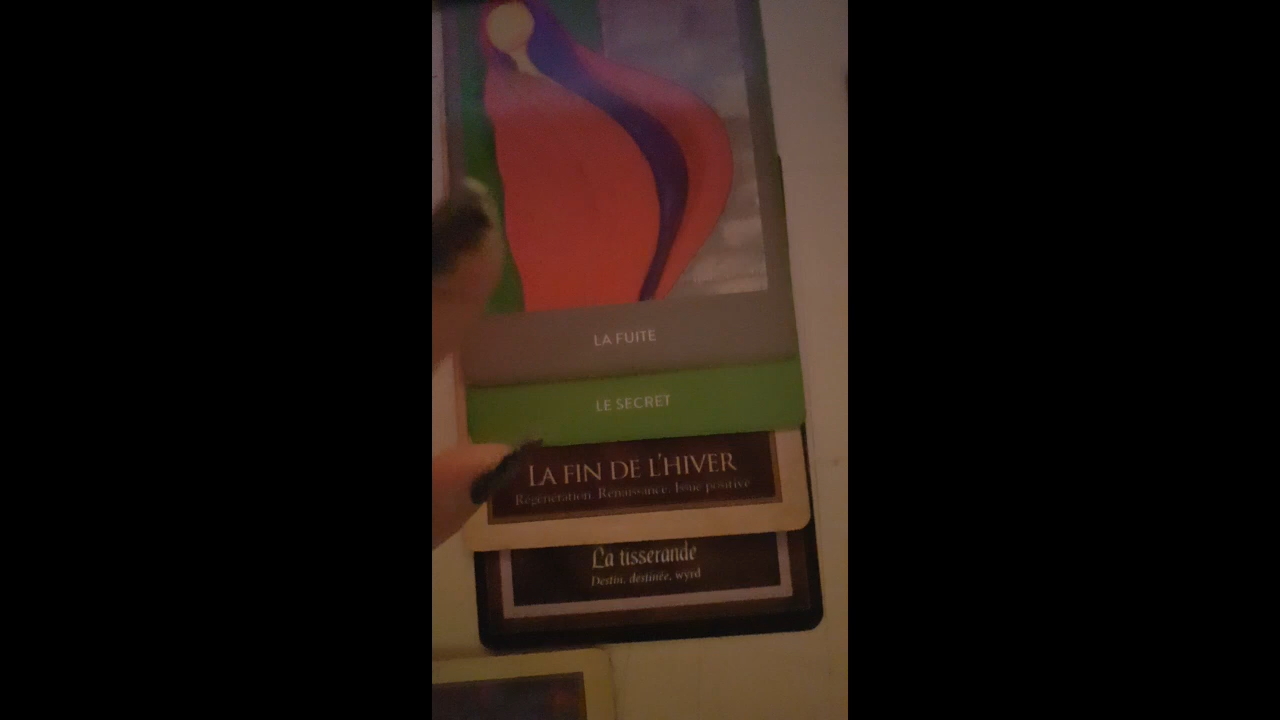 LA FUITE
LE SECRET
LA FIN DE L'HIVER
Régénération. Renaissance. Issue positive
La tisserande
Destin, destinée, wyrd